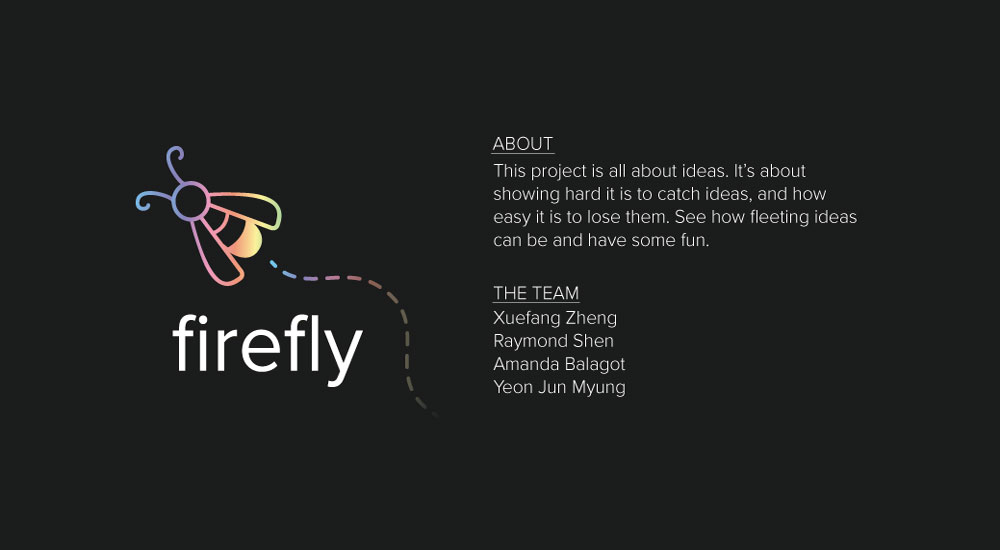 firefly
ABOUT
This project is all about ideas. It’s about
showing hard it is to catch ideas, and how
easy it is to lose them. See how fleeting ideas
can be and have some fun.
THE TEAM
Xuefang Zheng
Raymond Shen
Amanda Balagot
Yeon Jun Myung